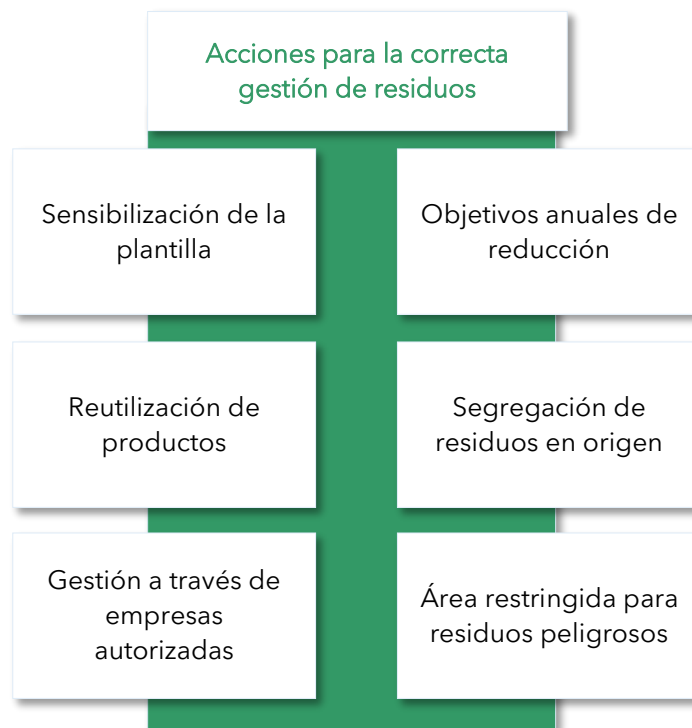 Acciones para la correcta
gestión de residuos
Sensibilización de la
plantilla
Objetivos anuales de
reducción
Reutilización de
productos
Segregación de
residuos en origen
Gestión a través de
empresas
autorizadas
Área restringida para
residuos peligrosos